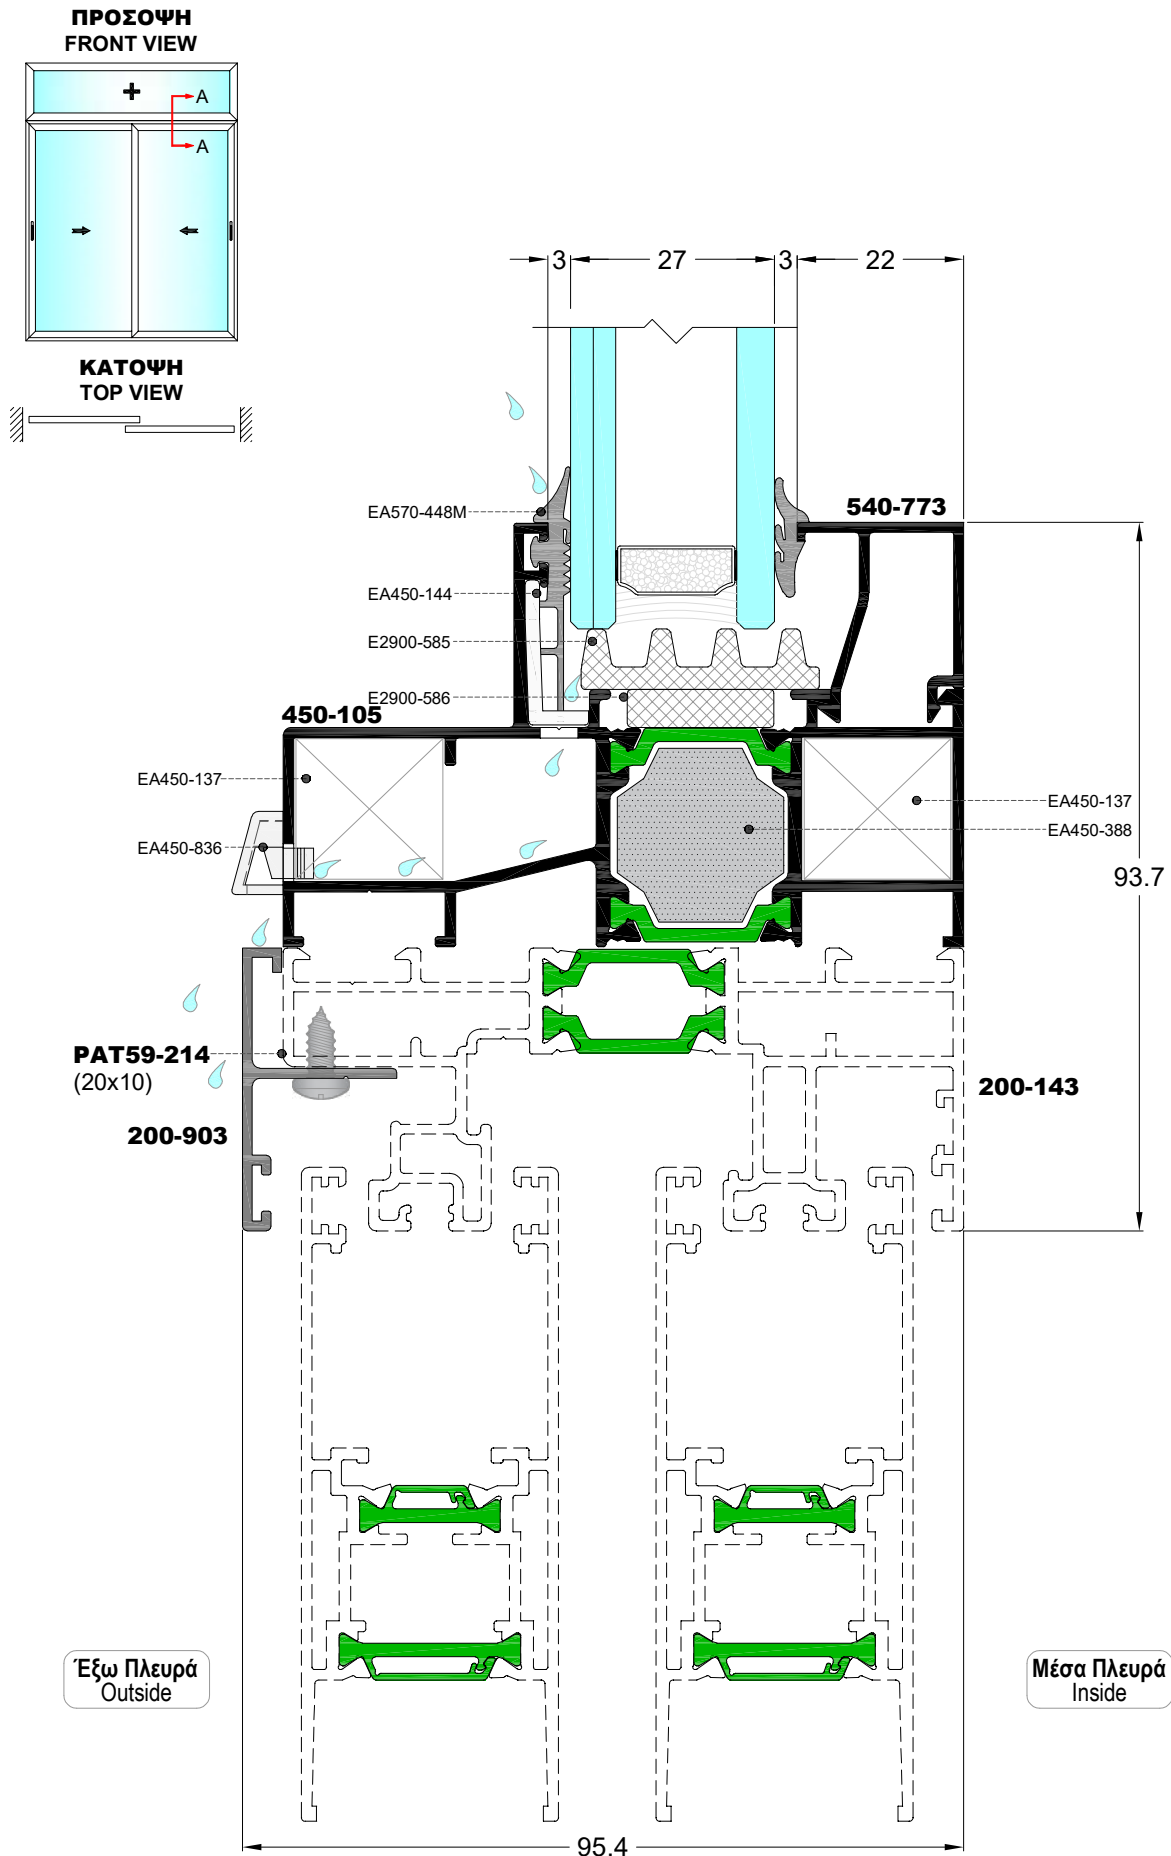 ΠΡΟΣΟΨΗ
FRONT VIEW
A
A
ΚΑΤΟΨΗ
TOP VIEW
3
27
3
22
EA570-448M
540-773
EA450-144
E2900-585
E2900-586
450-105
EA450-137
EA450-137
EA450-388
EA450-836
93.7
PAT59-214
(20x10)
200-143
200-903
Έξω Πλευρά
Outside
Μέσα Πλευρά
Inside
95.4